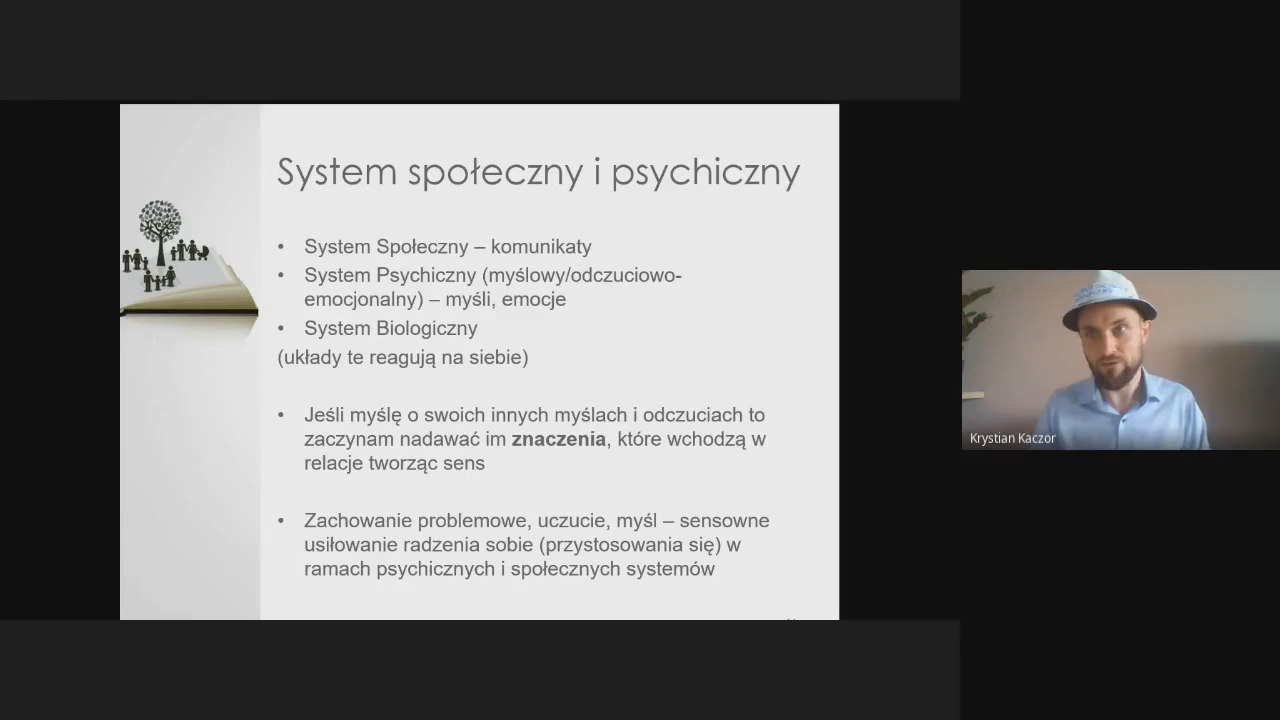 System społeczny i psychiczny
• System Społeczny – komunikaty
• System Psychiczny (myślowy/odczuciowo-
emocjonalny) – myśli, emocje
• System Biologiczny
(układy te reagują na siebie)
• Jeśli myślę o swoich innych myślach i odczuciach to
zaczynam nadawać im znaczenia, które wchodzą w
relacje tworząc sens
• Zachowanie problemowe, uczucie, myśl – sensowne
usiłowanie radzenia sobie (przystosowania się) w
ramach psychicznych i społecznych systemów
Krystian Kaczor